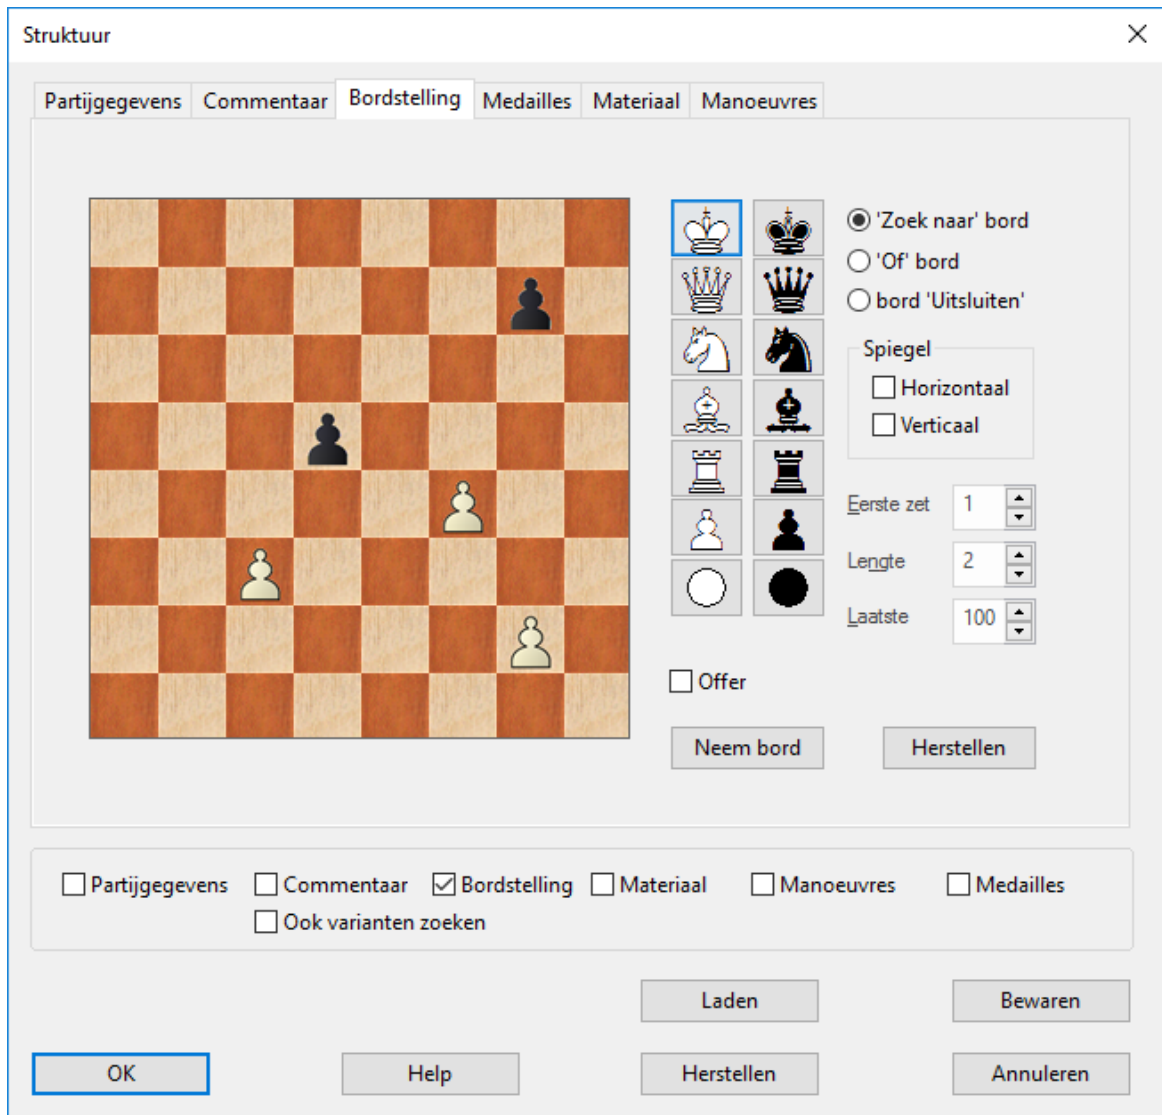 Struktuur
Partijgegevens Commentaar Bordstelling Medailles Materiaal Manoeuvres
'Zoek naar' bord
'Of' bord
bord 'Uitsluiten'
Spiegel
Horizontaal
Verticaal
Eerste zet 1
Lengte 2
Laatste 100
Offer
Neem bord Herstellen
Partijgegevens Commentaar Bordstelling Materiaal Manoeuvres Medailles
Ook varianten zoeken
Laden Bewaren
OK Help Herstellen Annuleren